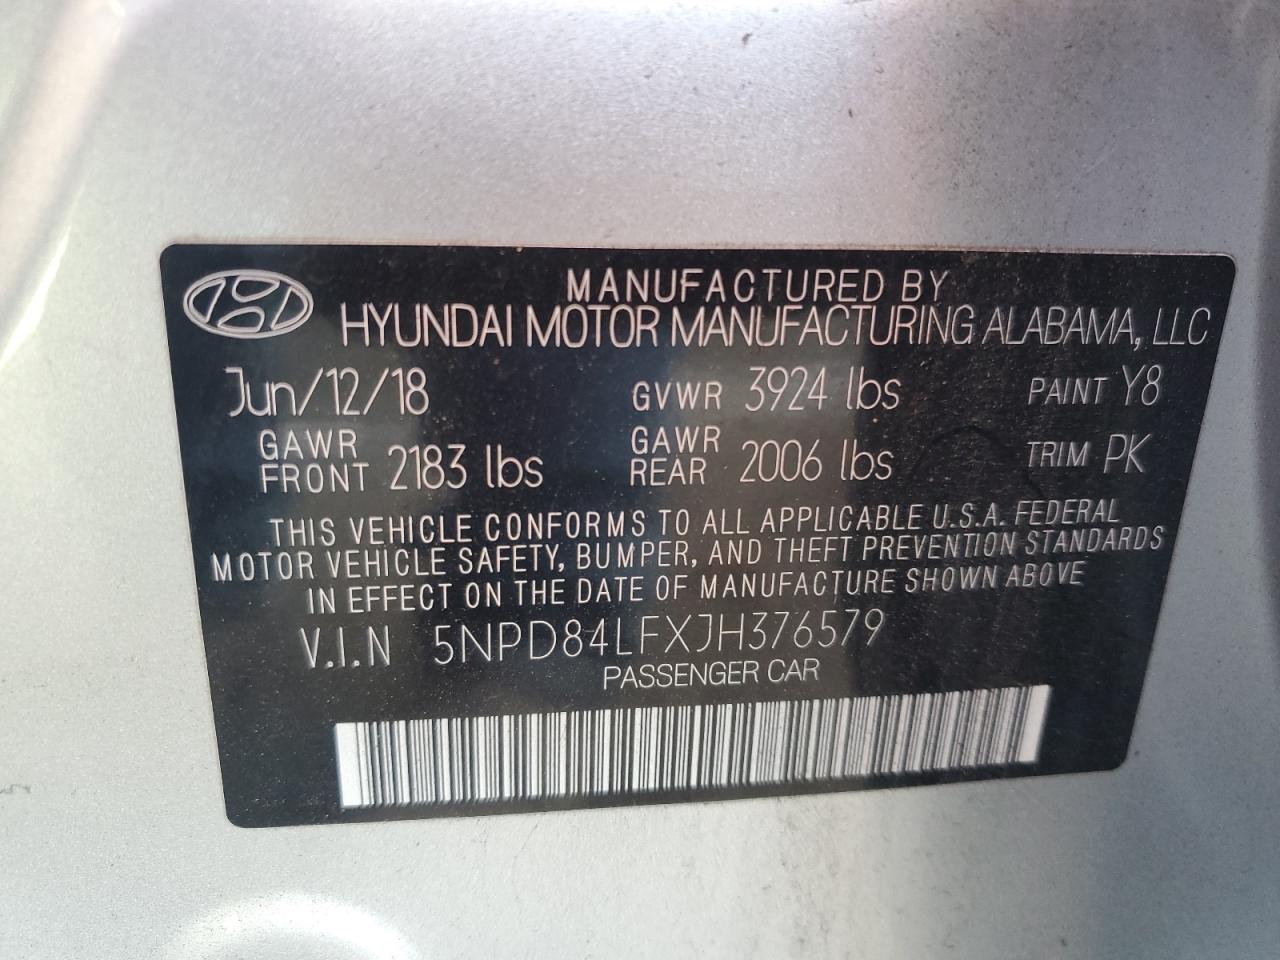 MANUFACTURED BY
HYUNDAI MOTOR MANUFACTURING ALABAMA, LLC
Jun/12/18 GVWR 3924 lbs PAINT Y8
GAWR FRONT 2183 lbs GAWR REAR 2006 lbs TRIM PK
THIS VEHICLE CONFORMS TO ALL APPLICABLE U.S.A. FEDERAL
MOTOR VEHICLE SAFETY, BUMPER, AND THEFT PREVENTION STANDARDS
IN EFFECT ON THE DATE OF MANUFACTURE SHOWN ABOVE
V.I.N 5NPD84LFXJH376579
PASSENGER CAR